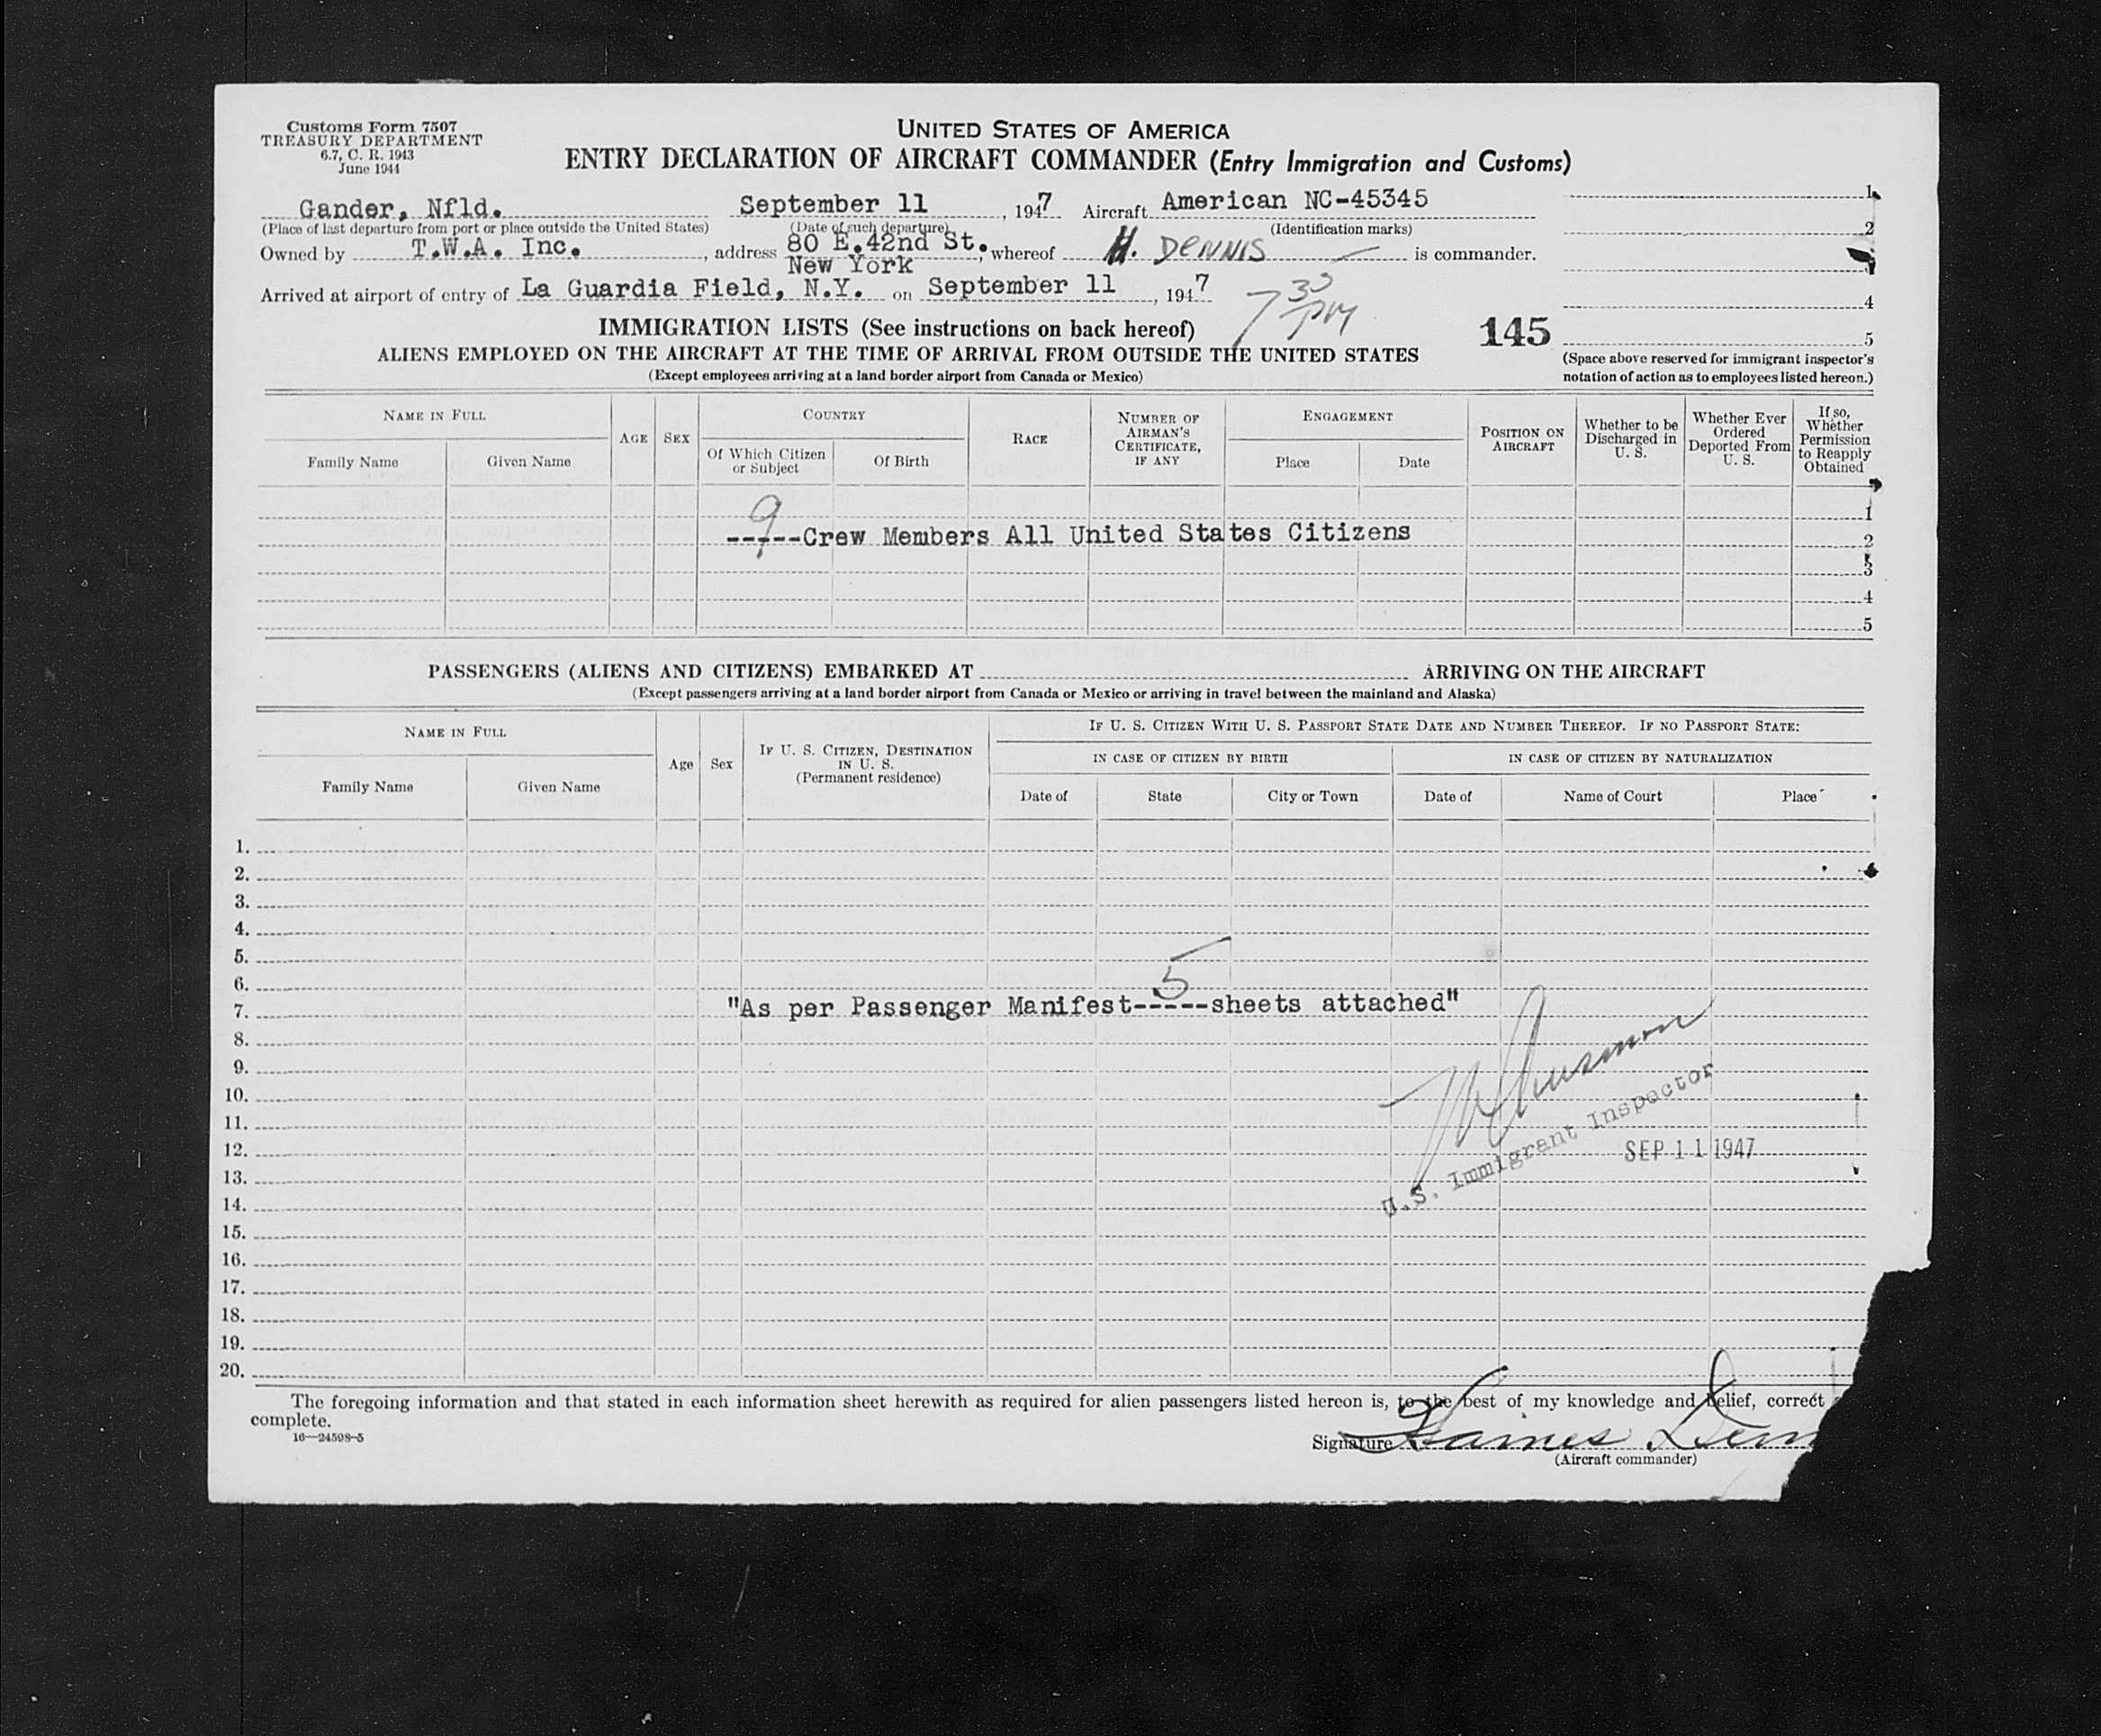 Customs Form 7507
TREASURY DEPARTMENT
6.7, C. R. 1943
June 1944
UNITED STATES OF AMERICA
ENTRY DECLARATION OF AIRCRAFT COMMANDER (Entry Immigration and Customs)
Gander, Nfld. September 11, 1947 Aircraft American NC-45345
(Place of last departure from port or place outside the United States) (Date of such departure) (Identification marks)
Owned by T.W.A. Inc., address 80 E.42nd St. New York, whereof H. DENNIS is commander.
Arrived at airport of entry of La Guardia Field, N.Y. on September 11, 1947 7 30 PM
1
2
3
4
5
IMMIGRATION LISTS (See instructions on back hereof) 145
ALIENS EMPLOYED ON THE AIRCRAFT AT THE TIME OF ARRIVAL FROM OUTSIDE THE UNITED STATES
(Except employees arriving at a land border airport from Canada or Mexico)
(Space above reserved for immigrant inspector's
notation of action as to employees listed hereon.)
NAME IN FULL
Family Name
Given Name
AGE
SEX
COUNTRY
Of Which Citizen or Subject
Of Birth
RACE
NUMBER OF AIRMAN'S CERTIFICATE, IF ANY
ENGAGEMENT
Place
Date
POSITION ON AIRCRAFT
Whether to be Discharged in U. S.
Whether Ever Ordered Deported From U. S.
If so, Whether Permission to Reapply Obtained
1
9
-----Crew Members All United States Citizens 2
3
4
5
PASSENGERS (ALIENS AND CITIZENS) EMBARKED AT ARRIVING ON THE AIRCRAFT
(Except passengers arriving at a land border airport from Canada or Mexico or arriving in travel between the mainland and Alaska)
NAME IN FULL
Family Name
Given Name
Age
Sex
IF U. S. CITIZEN, DESTINATION IN U. S. (Permanent residence)
IF U. S. CITIZEN WITH U. S. PASSPORT STATE DATE AND NUMBER THEREOF. IF NO PASSPORT STATE:
IN CASE OF CITIZEN BY BIRTH
IN CASE OF CITIZEN BY NATURALIZATION
Date of
State
City or Town
Date of
Name of Court
Place
1.
2.
3.
4.
5.
6.
7. "As per Passenger Manifest--5--sheets attached"
8.
9.
10.
11.
12.
13.
14.
15.
16.
17.
18.
19.
20.
U.S. Immigrant Inspector
SEP 11 1947
The foregoing information and that stated in each information sheet herewith as required for alien passengers listed hereon is, to the best of my knowledge and belief, correct
complete.
16—24598-5
Signature
(Aircraft commander)